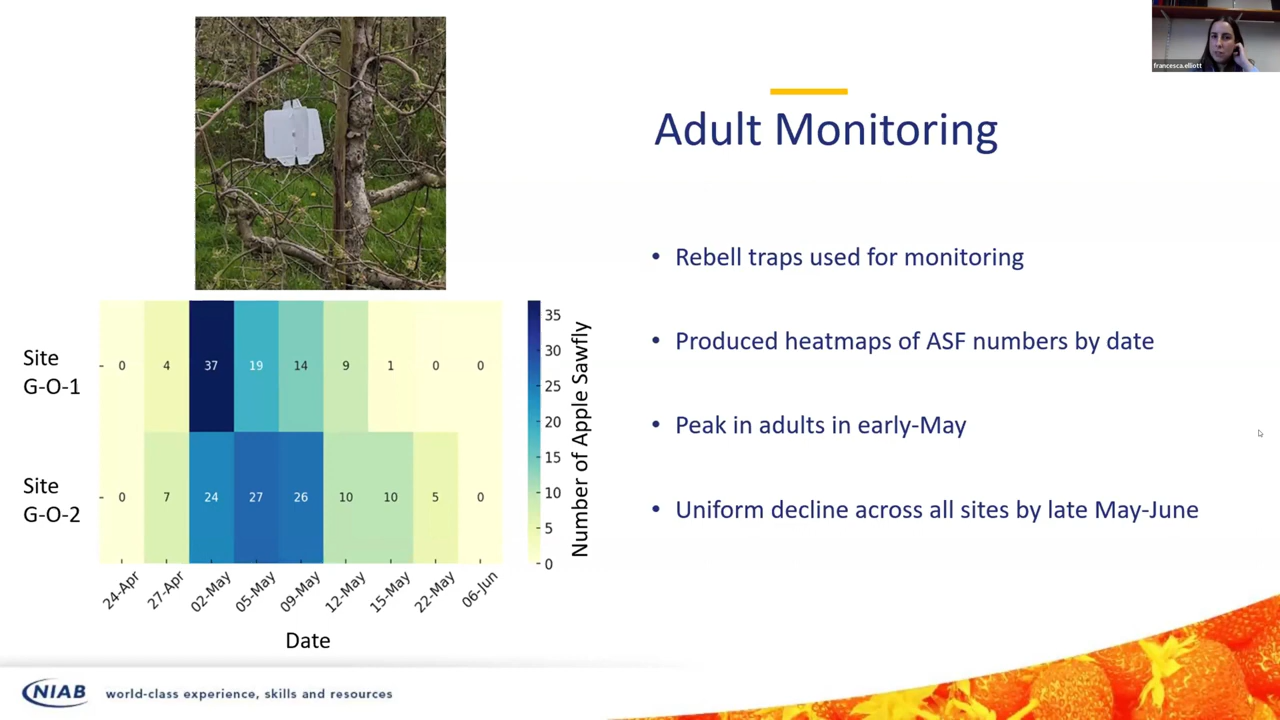 francesca.elliott
Adult Monitoring
• Rebell traps used for monitoring
• Produced heatmaps of ASF numbers by date
• Peak in adults in early-May
• Uniform decline across all sites by late May-June
Site
G-O-1
0 4 37 19 14 9 1 0 0
Site
G-O-2
0 7 24 27 26 10 10 5 0
24-Apr 27-Apr 02-May 05-May 09-May 12-May 15-May 22-May 06-Jun
Date
35
30
25
20
15
10
5
0
Number of Apple Sawfly
NIAB world-class experience, skills and resources